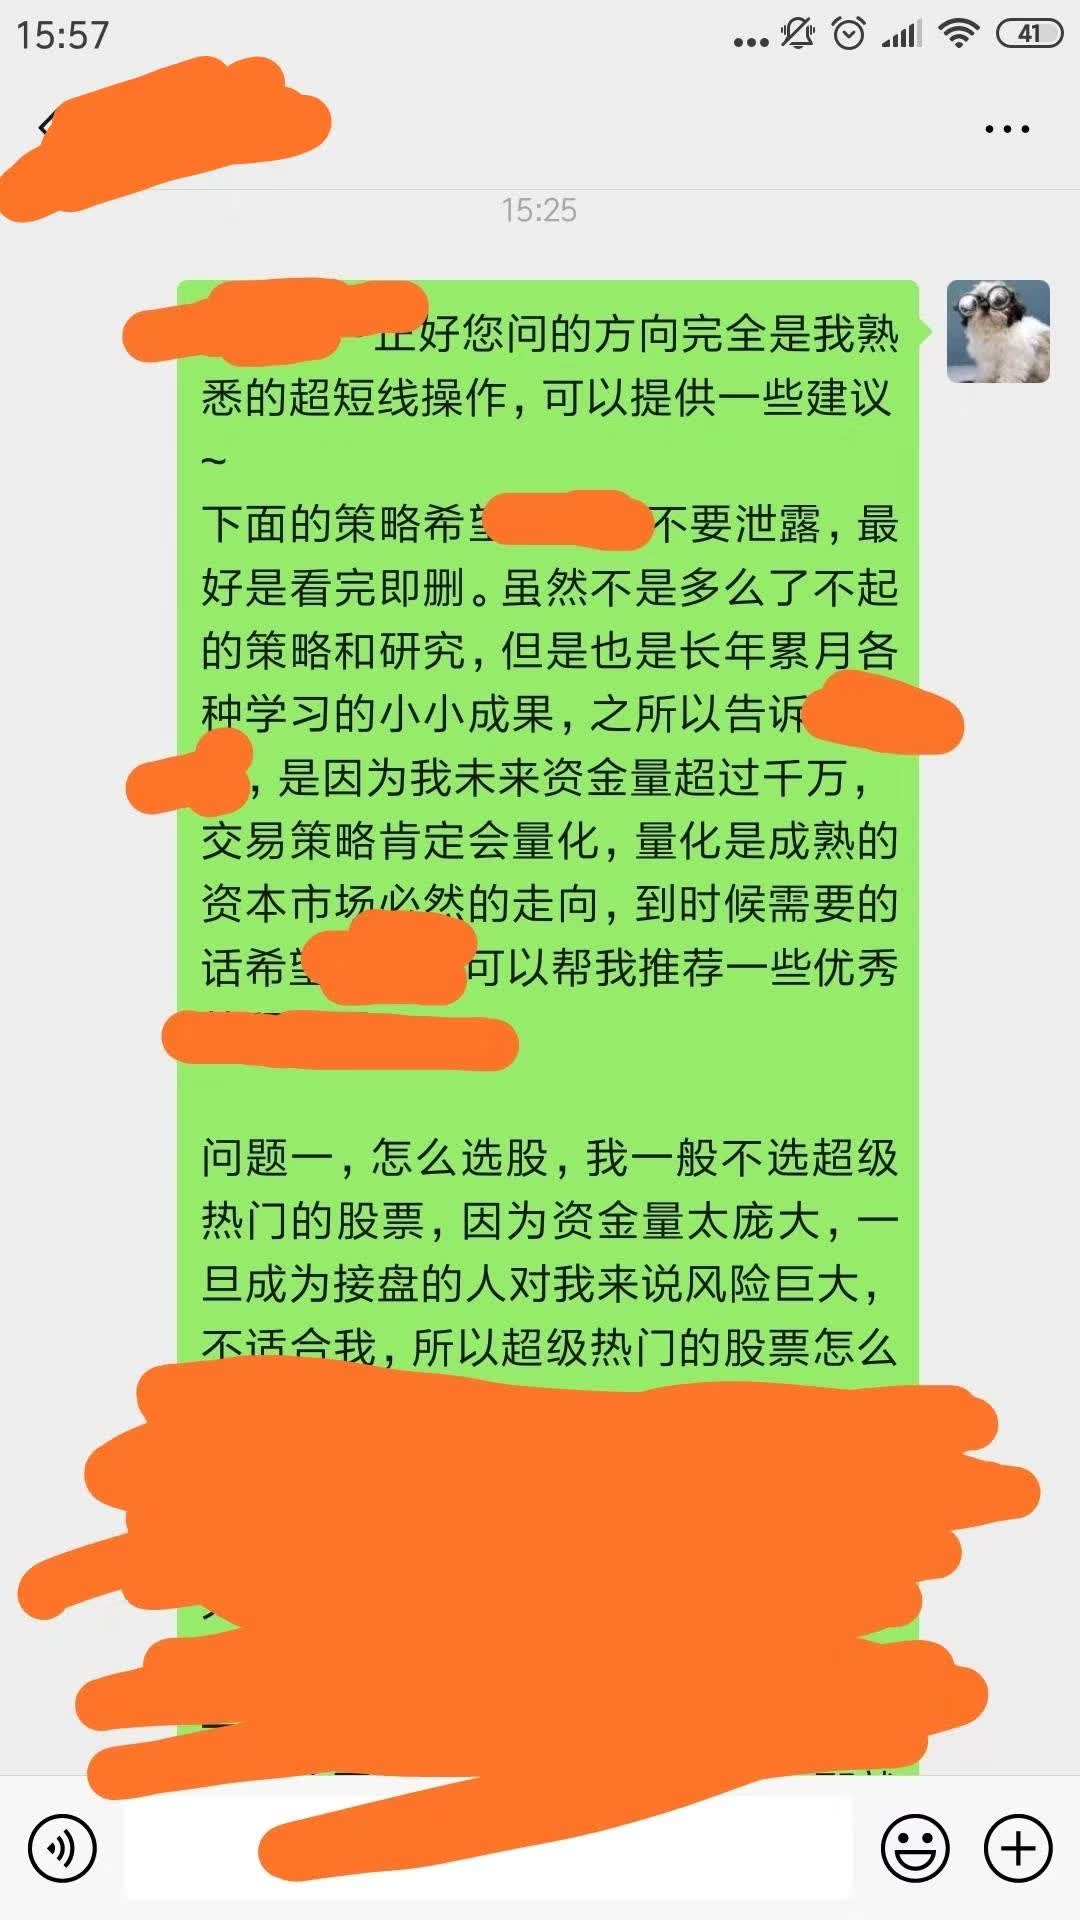 15:57
41
15:25
正好您问的方向完全是我熟
悉的超短线操作，可以提供一些建议
~
下面的策略希望 不要泄露，最
好是看完即删。虽然不是多么了不起
的策略和研究，但是也是长年累月各
种学习的小小成果，之所以告诉
，是因为我未来资金量超过千万，
交易策略肯定会量化，量化是成熟的
资本市场必然的走向，到时候需要的
话希望 可以帮我推荐一些优秀
问题一，怎么选股，我一般不选超级
热门的股票，因为资金量太庞大，一
旦成为接盘的人对我来说风险巨大，
不适合我，所以超级热门的股票怎么